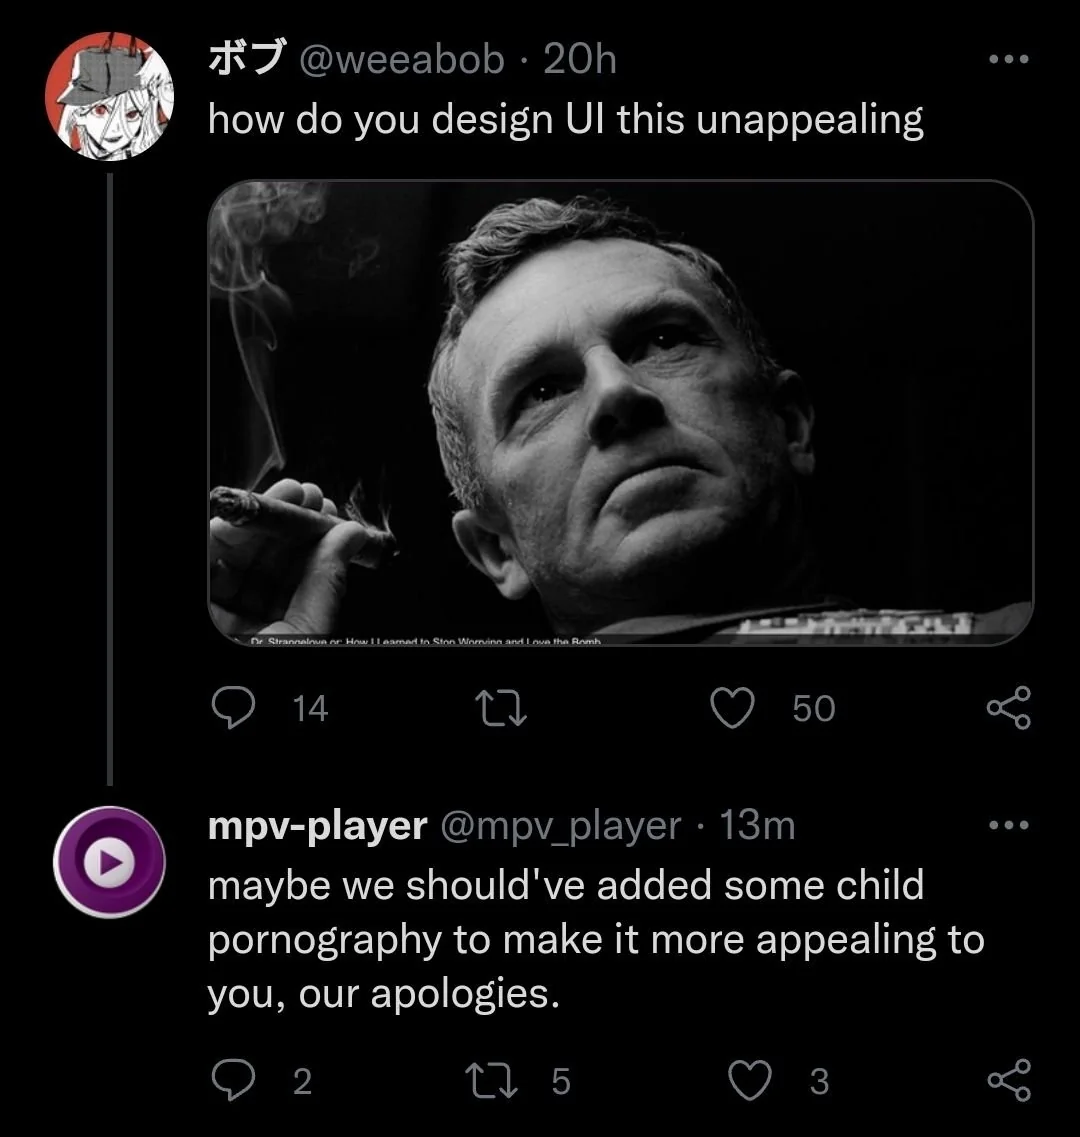 ボブ @weeabob · 20h
how do you design UI this unappealing
Dr. Strangelove or: How I Learned to Stop Worrying and Love the Bomb
14 50
mpv-player @mpv_player · 13m
maybe we should've added some child
pornography to make it more appealing to
you, our apologies.
2 5 3